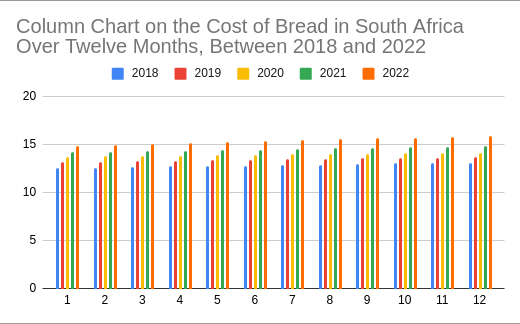 Column Chart on the Cost of Bread in South Africa
Over Twelve Months, Between 2018 and 2022
2018 2019 2020 2021 2022
20
15
10
5
0
1 2 3 4 5 6 7 8 9 10 11 12